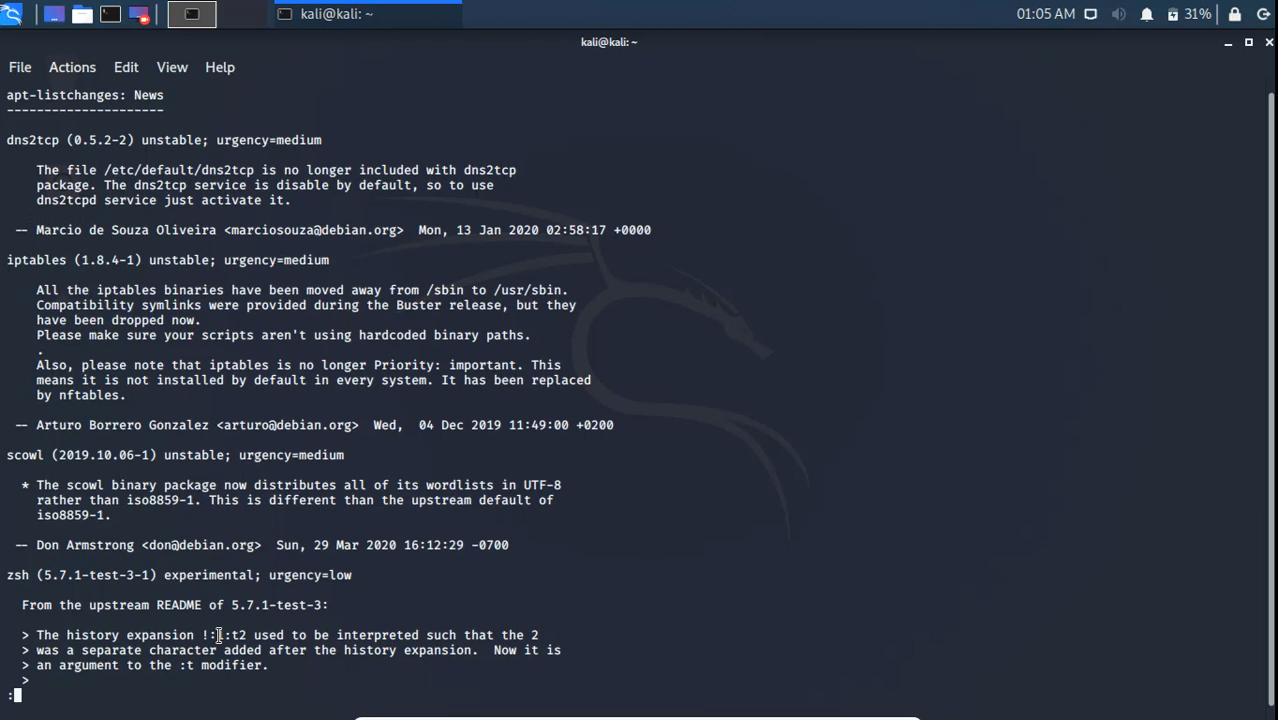 kali@kali: ~
01:05 AM
31%
kali@kali: ~
File Actions Edit View Help
apt-listchanges: News
---------------------
dns2tcp (0.5.2-2) unstable; urgency=medium
The file /etc/default/dns2tcp is no longer included with dns2tcp
package. The dns2tcp service is disable by default, so to use
dns2tcpd service just activate it.
-- Marcio de Souza Oliveira <marciosouza@debian.org>  Mon, 13 Jan 2020 02:58:17 +0000
iptables (1.8.4-1) unstable; urgency=medium
All the iptables binaries have been moved away from /sbin to /usr/sbin.
Compatibility symlinks were provided during the Buster release, but they
have been dropped now.
Please make sure your scripts aren't using hardcoded binary paths.
.
Also, please note that iptables is no longer Priority: important. This
means it is not installed by default in every system. It has been replaced
by nftables.
-- Arturo Borrero Gonzalez <arturo@debian.org>  Wed,  04 Dec 2019 11:49:00 +0200
scowl (2019.10.06-1) unstable; urgency=medium
* The scowl binary package now distributes all of its wordlists in UTF-8
rather than iso8859-1. This is different than the upstream default of
iso8859-1.
-- Don Armstrong <don@debian.org>  Sun, 29 Mar 2020 16:12:29 -0700
zsh (5.7.1-test-3-1) experimental; urgency=low
From the upstream README of 5.7.1-test-3:
> The history expansion used to be interpreted such that the 2
> was a separate character added after the history expansion.  Now it is
> an argument to the :t modifier.
>
: